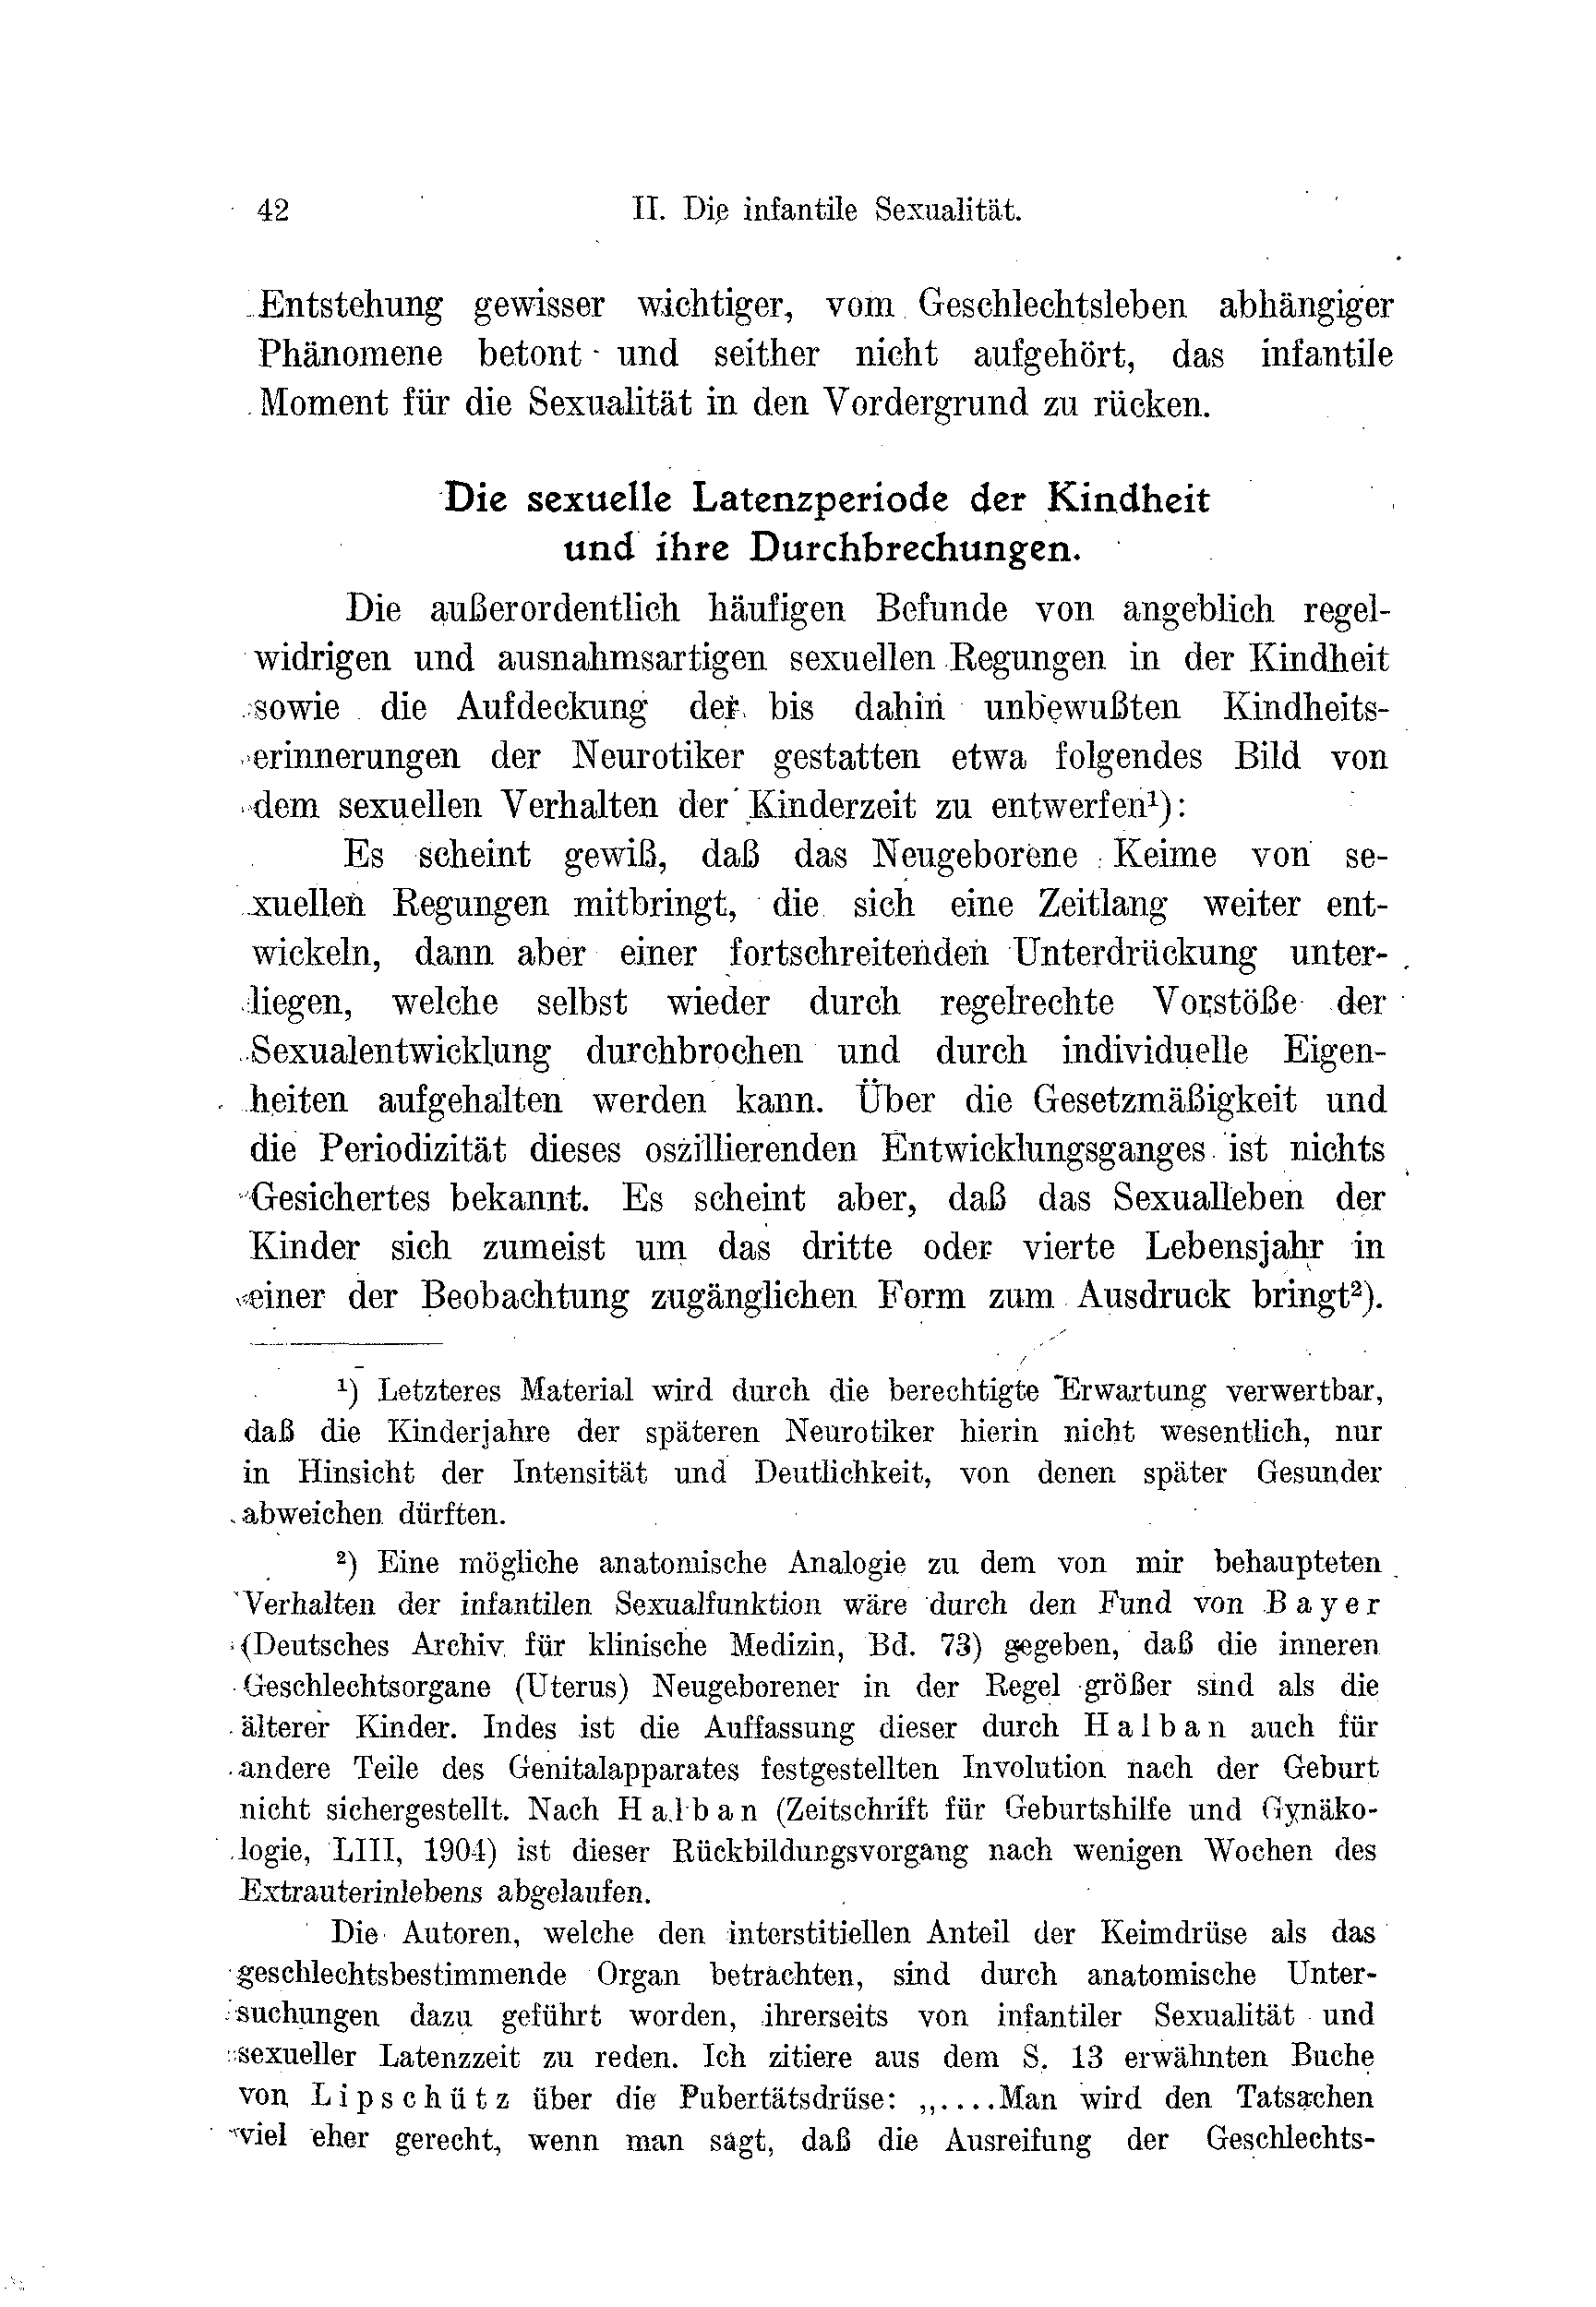 42 II. Die infantile Sexualität.
Entstehung gewisser wichtiger, vom Geschlechtsleben abhängiger
Phänomene betont und seither nicht aufgehört, das infantile
Moment für die Sexualität in den Vordergrund zu rücken.
Die sexuelle Latenzperiode der Kindheit
und ihre Durchbrechungen.
Die außerordentlich häufigen Befunde von angeblich regel-
widrigen und ausnahmsartigen sexuellen Regungen in der Kindheit
sowie die Aufdeckung der bis dahin unbewußten Kindheits-
erinnerungen der Neurotiker gestatten etwa folgendes Bild von
dem sexuellen Verhalten der Kinderzeit zu entwerfen¹):
Es scheint gewiß, daß das Neugeborene Keime von se-
xuellen Regungen mitbringt, die sich eine Zeitlang weiter ent-
wickeln, dann aber einer fortschreitenden Unterdrückung unter-
liegen, welche selbst wieder durch regelrechte Vorstöße der
Sexualentwicklung durchbrochen und durch individuelle Eigen-
heiten aufgehalten werden kann. Über die Gesetzmäßigkeit und
die Periodizität dieses oszillierenden Entwicklungsganges ist nichts
Gesichertes bekannt. Es scheint aber, daß das Sexualleben der
Kinder sich zumeist um das dritte oder vierte Lebensjahr in
einer der Beobachtung zugänglichen Form zum Ausdruck bringt²).
¹) Letzteres Material wird durch die berechtigte Erwartung verwertbar,
daß die Kinderjahre der späteren Neurotiker hierin nicht wesentlich, nur
in Hinsicht der Intensität und Deutlichkeit, von denen später Gesunder
abweichen dürften.
²) Eine mögliche anatomische Analogie zu dem von mir behaupteten
Verhalten der infantilen Sexualfunktion wäre durch den Fund von Bayer
(Deutsches Archiv für klinische Medizin, Bd. 73) gegeben, daß die inneren
Geschlechtsorgane (Uterus) Neugeborener in der Regel größer sind als die
älterer Kinder. Indes ist die Auffassung dieser durch Halban auch für
andere Teile des Genitalapparates festgestellten Involution nach der Geburt
nicht sichergestellt. Nach Halban (Zeitschrift für Geburtshilfe und Gynäko-
logie, LIII, 1904) ist dieser Rückbildungsvorgang nach wenigen Wochen des
Extrauterinlebens abgelaufen.
Die Autoren, welche den interstitiellen Anteil der Keimdrüse als das
geschlechtsbestimmende Organ betrachten, sind durch anatomische Unter-
suchungen dazu geführt worden, ihrerseits von infantiler Sexualität und
sexueller Latenzzeit zu reden. Ich zitiere aus dem S. 13 erwähnten Buche
von Lipschütz über die Pubertätsdrüse: „....Man wird den Tatsachen
viel eher gerecht, wenn man sagt, daß die Ausreifung der Geschlechts-